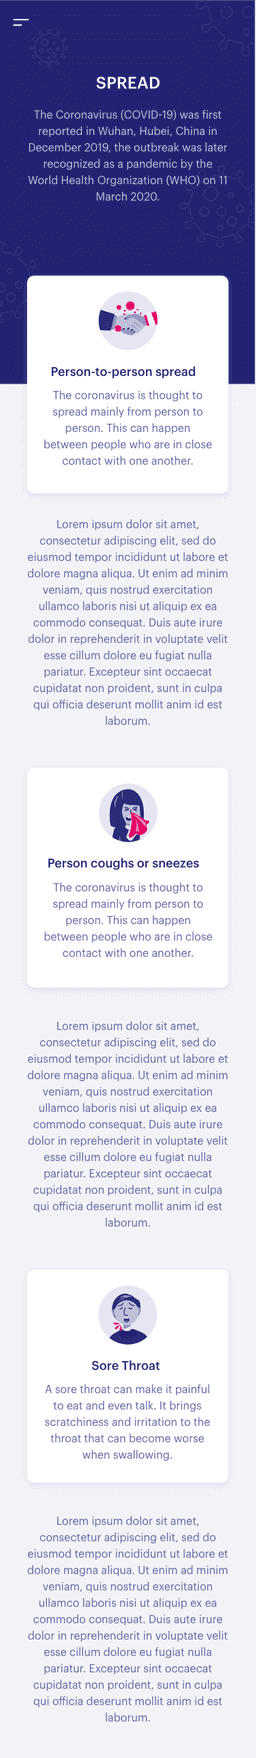 SPREAD
The Coronavirus (COVID-19) was first
reported in Wuhan, Hubei, China in
December 2019, the outbreak was later
recognized as a pandemic by the
World Health Organization (WHO) on 11
March 2020.
Person-to-person spread
The coronavirus is thought to
spread mainly from person to
person. This can happen
between people who are in close
contact with one another.
Lorem ipsum dolor sit amet,
consectetur adipiscing elit, sed do
eiusmod tempor incididunt ut labore et
dolore magna aliqua. Ut enim ad minim
veniam, quis nostrud exercitation
ullamco laboris nisi ut aliquip ex ea
commodo consequat. Duis aute irure
dolor in reprehenderit in voluptate velit
esse cillum dolore eu fugiat nulla
pariatur. Excepteur sint occaecat
cupidatat non proident, sunt in culpa
qui officia deserunt mollit anim id est
laborum.
Person coughs or sneezes
The coronavirus is thought to
spread mainly from person to
person. This can happen
between people who are in close
contact with one another.
Lorem ipsum dolor sit amet,
consectetur adipiscing elit, sed do
eiusmod tempor incididunt ut labore et
dolore magna aliqua. Ut enim ad minim
veniam, quis nostrud exercitation
ullamco laboris nisi ut aliquip ex ea
commodo consequat. Duis aute irure
dolor in reprehenderit in voluptate velit
esse cillum dolore eu fugiat nulla
pariatur. Excepteur sint occaecat
cupidatat non proident, sunt in culpa
qui officia deserunt mollit anim id est
laborum.
Sore Throat
A sore throat can make it painful
to eat and even talk. It brings
scratchiness and irritation to the
throat that can become worse
when swallowing.
Lorem ipsum dolor sit amet,
consectetur adipiscing elit, sed do
eiusmod tempor incididunt ut labore et
dolore magna aliqua. Ut enim ad minim
veniam, quis nostrud exercitation
ullamco laboris nisi ut aliquip ex ea
commodo consequat. Duis aute irure
dolor in reprehenderit in voluptate velit
esse cillum dolore eu fugiat nulla
pariatur. Excepteur sint occaecat
cupidatat non proident, sunt in culpa
qui officia deserunt mollit anim id est
laborum.